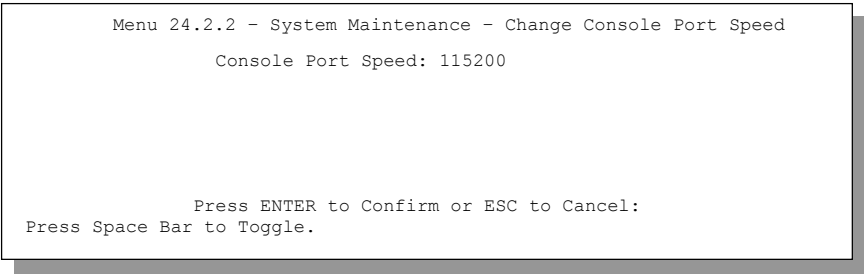 Menu 24.2.2 – System Maintenance – Change Console Port Speed
Console Port Speed: 115200
Press ENTER to Confirm or ESC to Cancel:
Press Space Bar to Toggle.